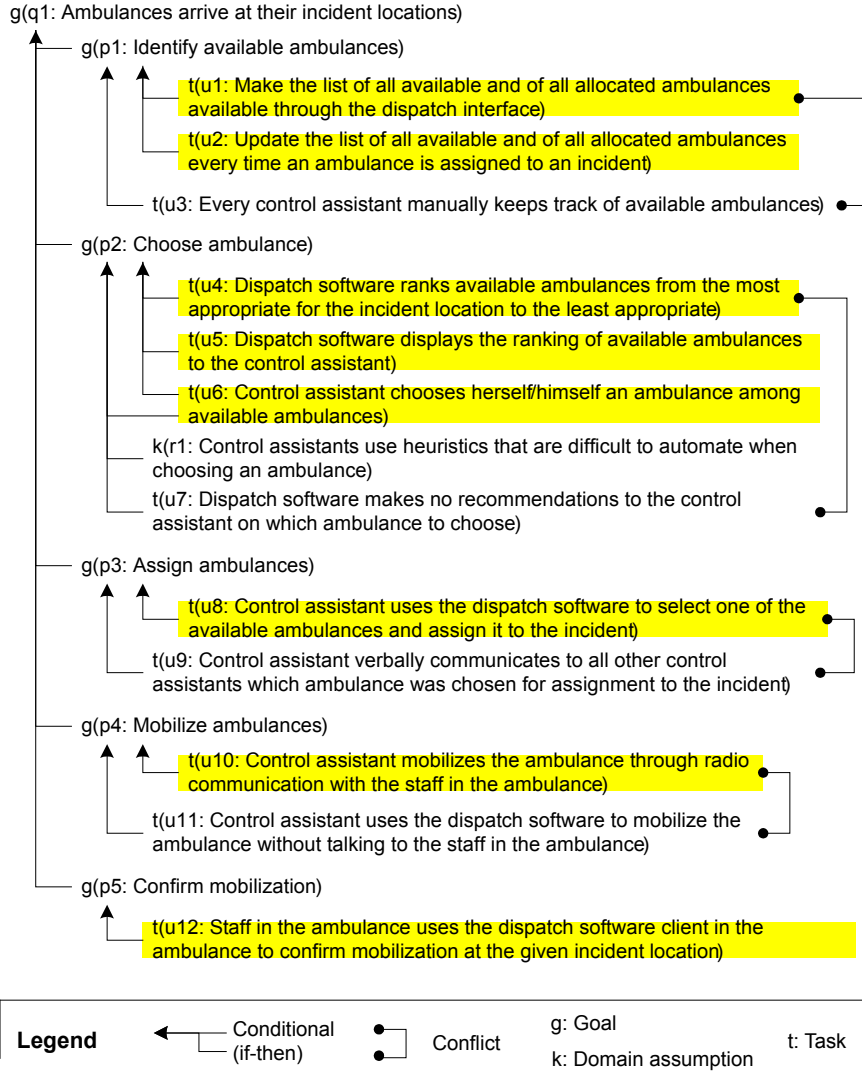 g(q1: Ambulances arrive at their incident locations)
g(p1: Identify available ambulances)
t(u1: Make the list of all available and of all allocated ambulances
available through the dispatch interface)
t(u2: Update the list of all available and of all allocated ambulances
every time an ambulance is assigned to an incident)
t(u3: Every control assistant manually keeps track of available ambulances)
g(p2: Choose ambulance)
t(u4: Dispatch software ranks available ambulances from the most
appropriate for the incident location to the least appropriate)
t(u5: Dispatch software displays the ranking of available ambulances
to the control assistant)
t(u6: Control assistant chooses herself/himself an ambulance among
available ambulances)
k(r1: Control assistants use heuristics that are difficult to automate when
choosing an ambulance)
t(u7: Dispatch software makes no recommendations to the control
assistant on which ambulance to choose)
g(p3: Assign ambulances)
t(u8: Control assistant uses the dispatch software to select one of the
available ambulances and assign it to the incident)
t(u9: Control assistant verbally communicates to all other control
assistants which ambulance was chosen for assignment to the incident)
g(p4: Mobilize ambulances)
t(u10: Control assistant mobilizes the ambulance through radio
communication with the staff in the ambulance)
t(u11: Control assistant uses the dispatch software to mobilize the
ambulance without talking to the staff in the ambulance)
g(p5: Confirm mobilization)
t(u12: Staff in the ambulance uses the dispatch software client in the
ambulance to confirm mobilization at the given incident location)
Legend
Conditional
(if-then)
Conflict
g: Goal
k: Domain assumption
t: Task